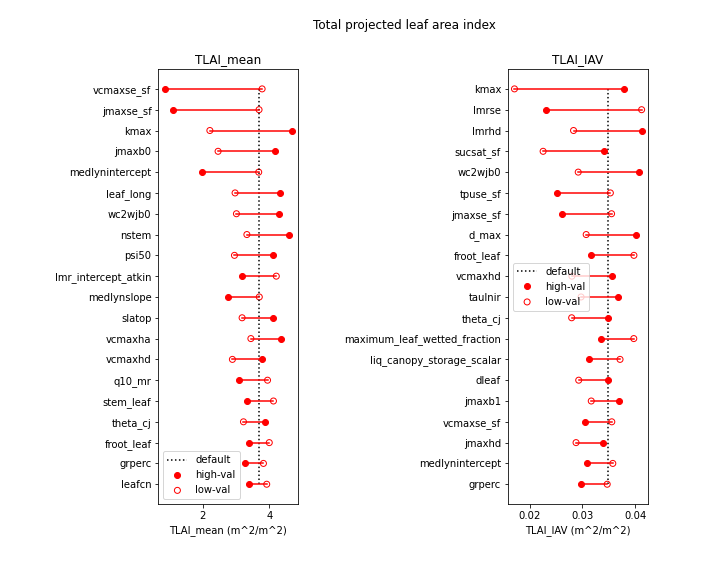 Total projected leaf area index
TLAI_mean
vcmaxse_sf
jmaxse_sf
kmax
jmaxb0
medlynintercept
leaf_long
wc2wjb0
nstem
psi50
lmr_intercept_atkin
medlynslope
slatop
vcmaxha
vcmaxhd
q10_mr
stem_leaf
theta_cj
froot_leaf
grperc
leafcn
default
high-val
low-val
2 4
TLAI_mean (m^2/m^2)
TLAI_IAV
kmax
lmrse
lmrhd
sucsat_sf
wc2wjb0
tpuse_sf
jmaxse_sf
d_max
froot_leaf
vcmaxhd
taulnir
theta_cj
maximum_leaf_wetted_fraction
liq_canopy_storage_scalar
dleaf
jmaxb1
vcmaxse_sf
jmaxhd
medlynintercept
grperc
default
high-val
low-val
0.02 0.03 0.04
TLAI_IAV (m^2/m^2)